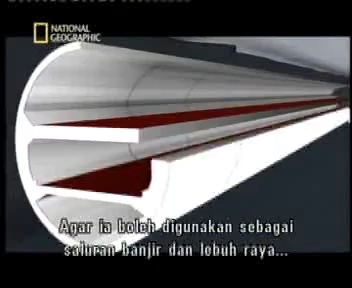 NATIONAL
GEOGRAPHIC
Agar ia boleh digunakan sebagai
saluran banjir dan lebuh raya...